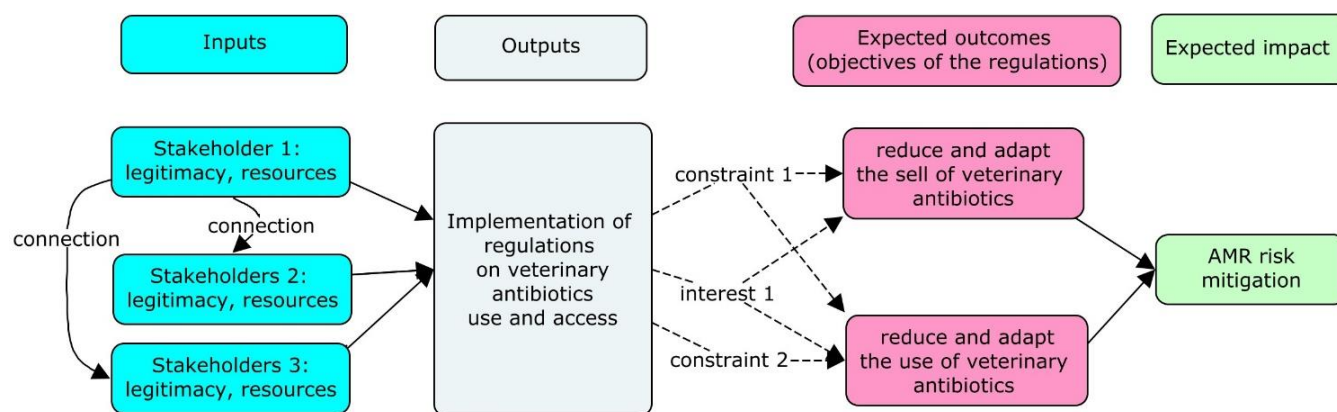 Inputs
Outputs
Expected outcomes
(objectives of the regulations)
Expected impact
Stakeholder 1:
legitimacy, resources
connection
connection
Stakeholders 2:
legitimacy, resources
Stakeholders 3:
legitimacy, resources
Implementation of
regulations
on veterinary
antibiotics
use and access
constraint 1
interest 1
constraint 2
reduce and adapt
the sell of veterinary
antibiotics
reduce and adapt
the use of veterinary
antibiotics
AMR risk
mitigation